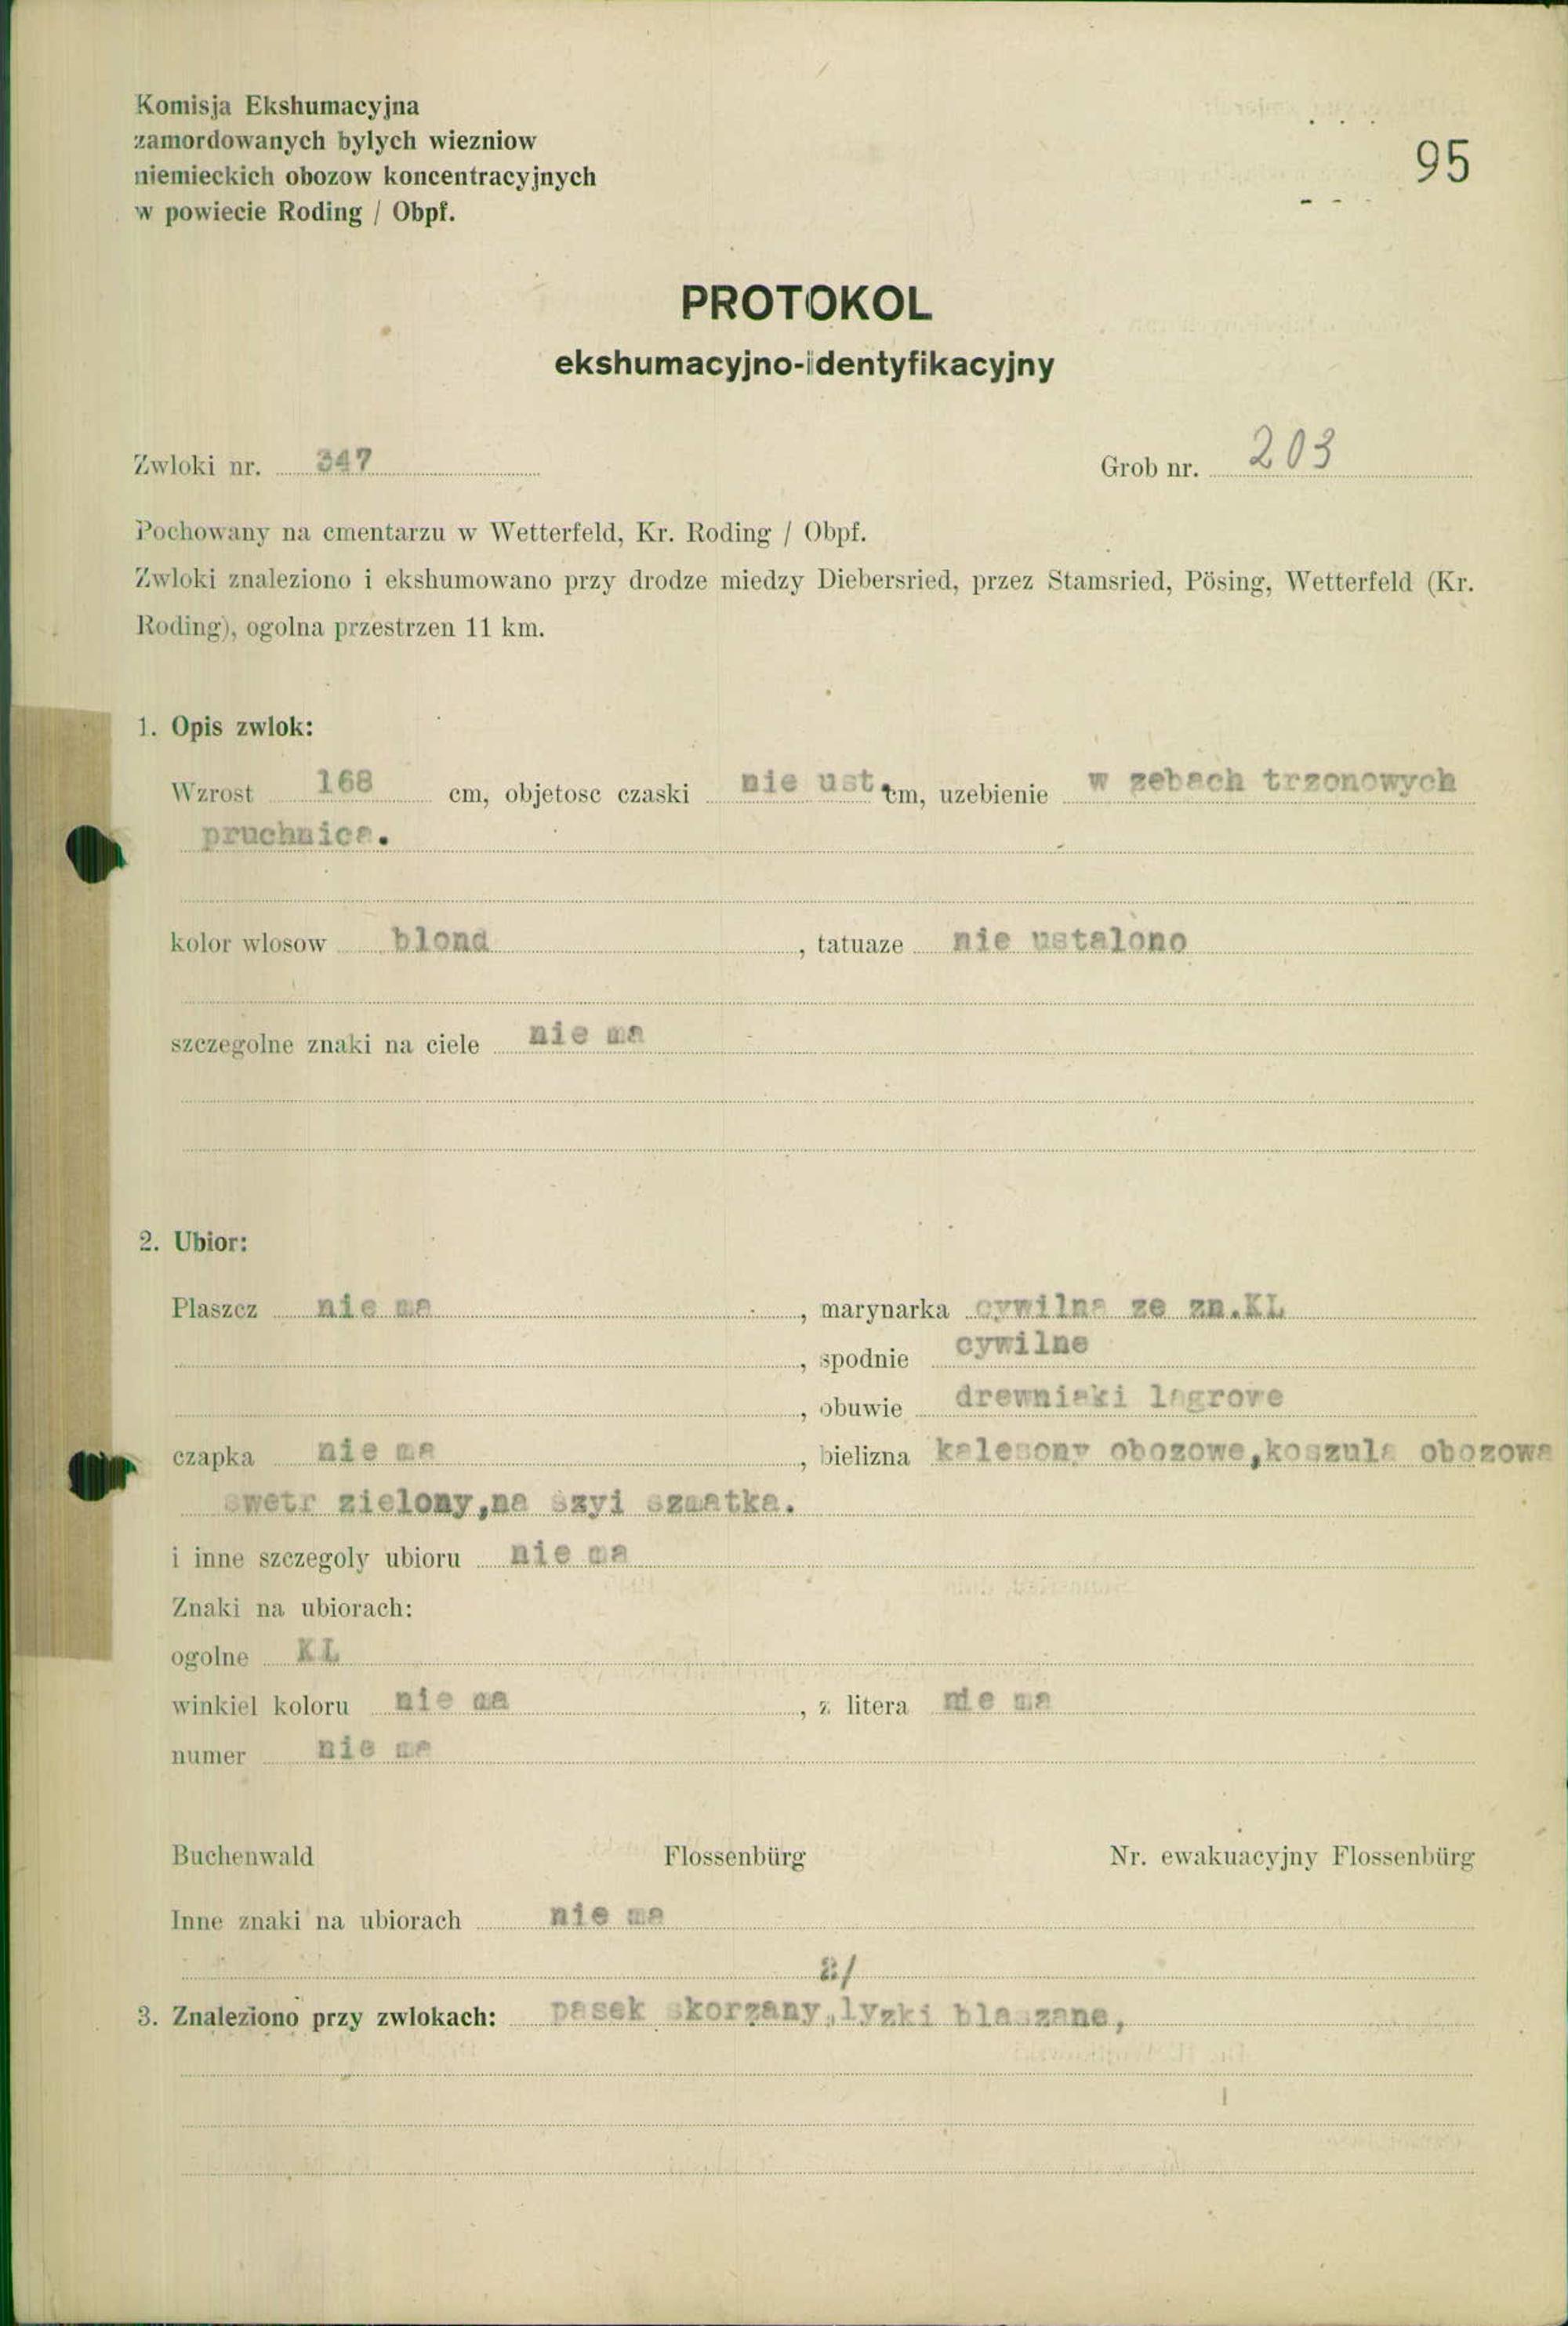 Komisja Ekshumacyjna
zamordowanych bylych wiezniow
niemieckich obozow koncentracyjnych
w powiecie Roding / Obpf.
95
PROTOKOL
ekshumacyjno-identyfikacyjny
Zwloki nr. 347 Grob nr. 203
Pochowany na cmentarzu w Wetterfeld, Kr. Roding / Obpf.
Zwloki znaleziono i ekshumowano przy drodze miedzy Diebersried, przez Stamsried, Pösing, Wetterfeld (Kr.
Roding), ogolna przestrzen 11 km.
1. Opis zwlok:
Wzrost 168 cm, objetosc czaski nie ust. cm, uzebienie w zebach trzonowych
pruchnica.
kolor wlosow blond, tatuaze nie ustalono
szczegolne znaki na ciele nie ma
2. Ubior:
Plaszcz nie ma, marynarka cywilna ze zn.KL
, spodnie cywilne
, obuwie drewniaki lagrowe
czapka nie ma, bielizna kalesony obozowe,koszula obozowa
swetr zielony,na szyi szmatka.
i inne szczegoly ubioru nie ma
Znaki na ubiorach:
ogolne KL
winkiel koloru nie ma, z litera nie ma
numer nie ma
Buchenwald Flossenbürg Nr. ewakuacyjny Flossenbürg
Inne znaki na ubiorach nie ma
2/
3. Znaleziono przy zwlokach: pasek skorzany,lyzki blaszane,